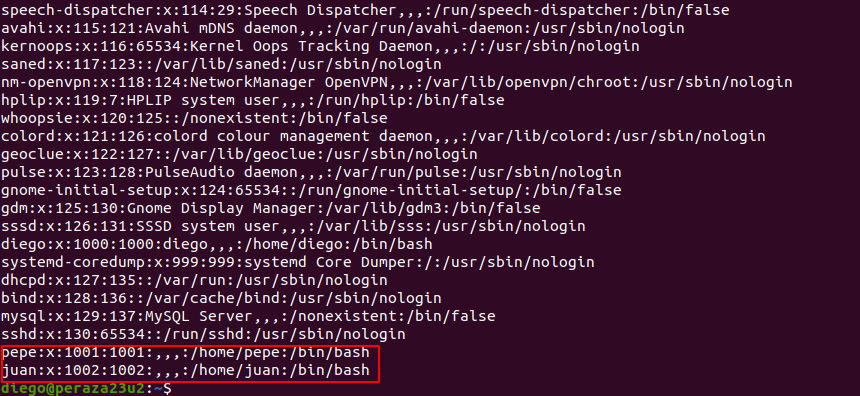 speech-dispatcher:x:114:29:Speech Dispatcher,,,:/run/speech-dispatcher:/bin/false
avahi:x:115:121:Avahi mDNS daemon,,,:/var/run/avahi-daemon:/usr/sbin/nologin
kernoops:x:116:65534:Kernel Oops Tracking Daemon,,,:/:/usr/sbin/nologin
saned:x:117:123::/var/lib/saned:/usr/sbin/nologin
nm-openvpn:x:118:124:NetworkManager OpenVPN,,,:/var/lib/openvpn/chroot:/usr/sbin/nologin
hplip:x:119:7:HPLIP system user,,,:/run/hplip:/bin/false
whoopsie:x:120:125::/nonexistent:/bin/false
colord:x:121:126:colord colour management daemon,,,:/var/lib/colord:/usr/sbin/nologin
geoclue:x:122:127::/var/lib/geoclue:/usr/sbin/nologin
pulse:x:123:128:PulseAudio daemon,,,:/var/run/pulse:/usr/sbin/nologin
gnome-initial-setup:x:124:65534::/run/gnome-initial-setup/:/bin/false
gdm:x:125:130:Gnome Display Manager:/var/lib/gdm3:/bin/false
sssd:x:126:131:SSSD system user,,,:/var/lib/sss:/usr/sbin/nologin
diego:x:1000:1000:diego,,,:/home/diego:/bin/bash
systemd-coredump:x:999:999:systemd Core Dumper:/:/usr/sbin/nologin
dhcpd:x:127:135::/var/run:/usr/sbin/nologin
bind:x:128:136::/var/cache/bind:/usr/sbin/nologin
mysql:x:129:137:MySQL Server,,,:/nonexistent:/bin/false
sshd:x:130:65534::/run/sshd:/usr/sbin/nologin
pepe:x:1001:1001:,,,:/home/pepe:/bin/bash
juan:x:1002:1002:,,,:/home/juan:/bin/bash
diego@peraza23u2:~$